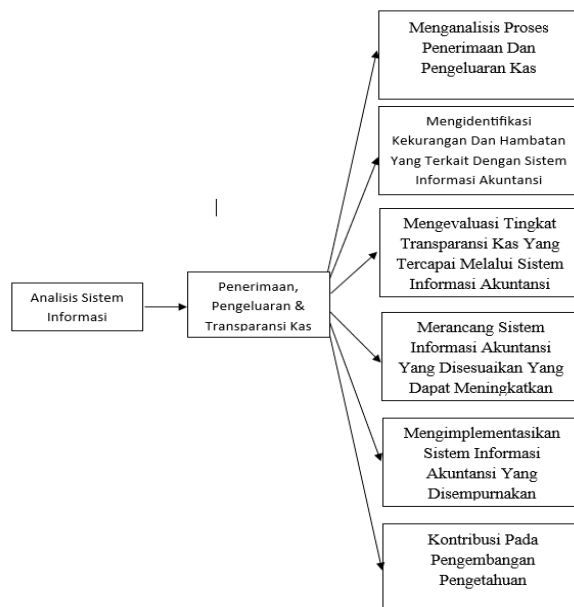 Menganalisis Proses
Penerimaan Dan
Pengeluaran Kas
Mengidentifikasi
Kekurangan Dan Hambatan
Yang Terkait Dengan Sistem
Informasi Akuntansi
Mengevaluasi Tingkat
Transparansi Kas Yang
Tercapai Melalui Sistem
Informasi Akuntansi
Analisis Sistem
Informasi
Penerimaan,
Pengeluaran &
Transparansi Kas
Merancang Sistem
Informasi Akuntansi
Yang Disesuaikan Yang
Dapat Meningkatkan
Mengimplementasikan
Sistem Informasi
Akuntansi Yang
Disempurnakan
Kontribusi Pada
Pengembangan
Pengetahuan